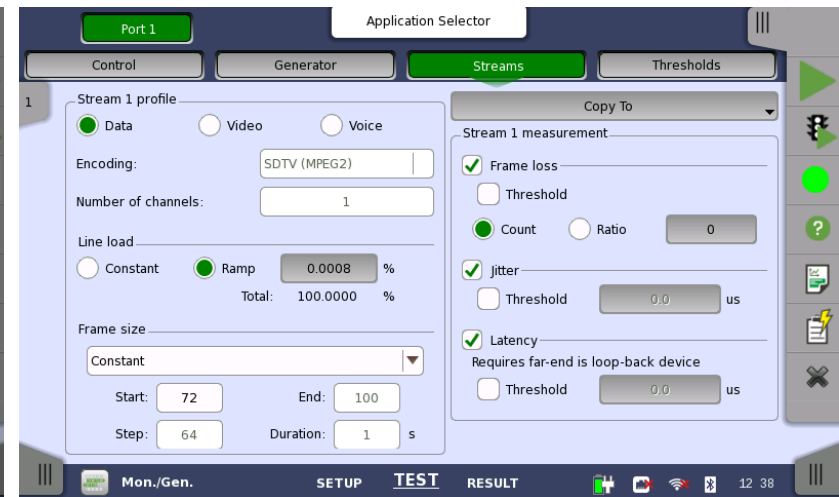 Port 1
Application Selector
Control Generator Streams Thresholds
1
Stream 1 profile
Data Video Voice
Encoding: SDTV (MPEG2)
Number of channels: 1
Line load
Constant Ramp 0.0008 %
Total: 100.0000 %
Frame size
Constant
Start: 72 End: 100
Step: 64 Duration: 1 s
Copy To
Stream 1 measurement
Frame loss
Threshold
Count Ratio 0
Jitter
Threshold 0.0 us
Latency
Requires far-end is loop-back device
Threshold 0.0 us
Mon./Gen. SETUP TEST RESULT 12 38